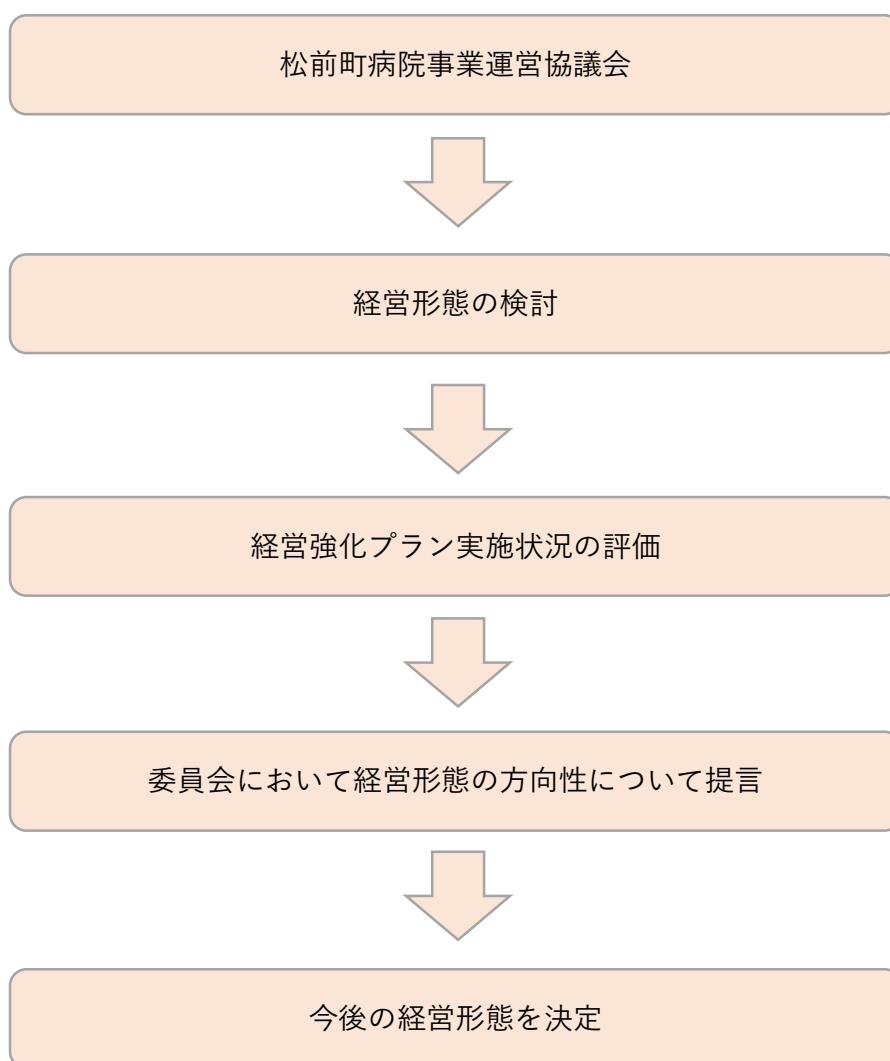 松前町病院事業運営協議会
経営形態の検討
経営強化プラン実施状況の評価
委員会において経営形態の方向性について提言
今後の経営形態を決定